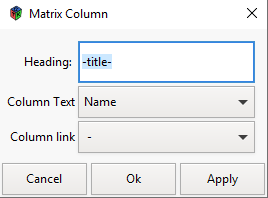 Matrix Column
Heading: -title-
Column Text Name
Column link -
Cancel Ok Apply